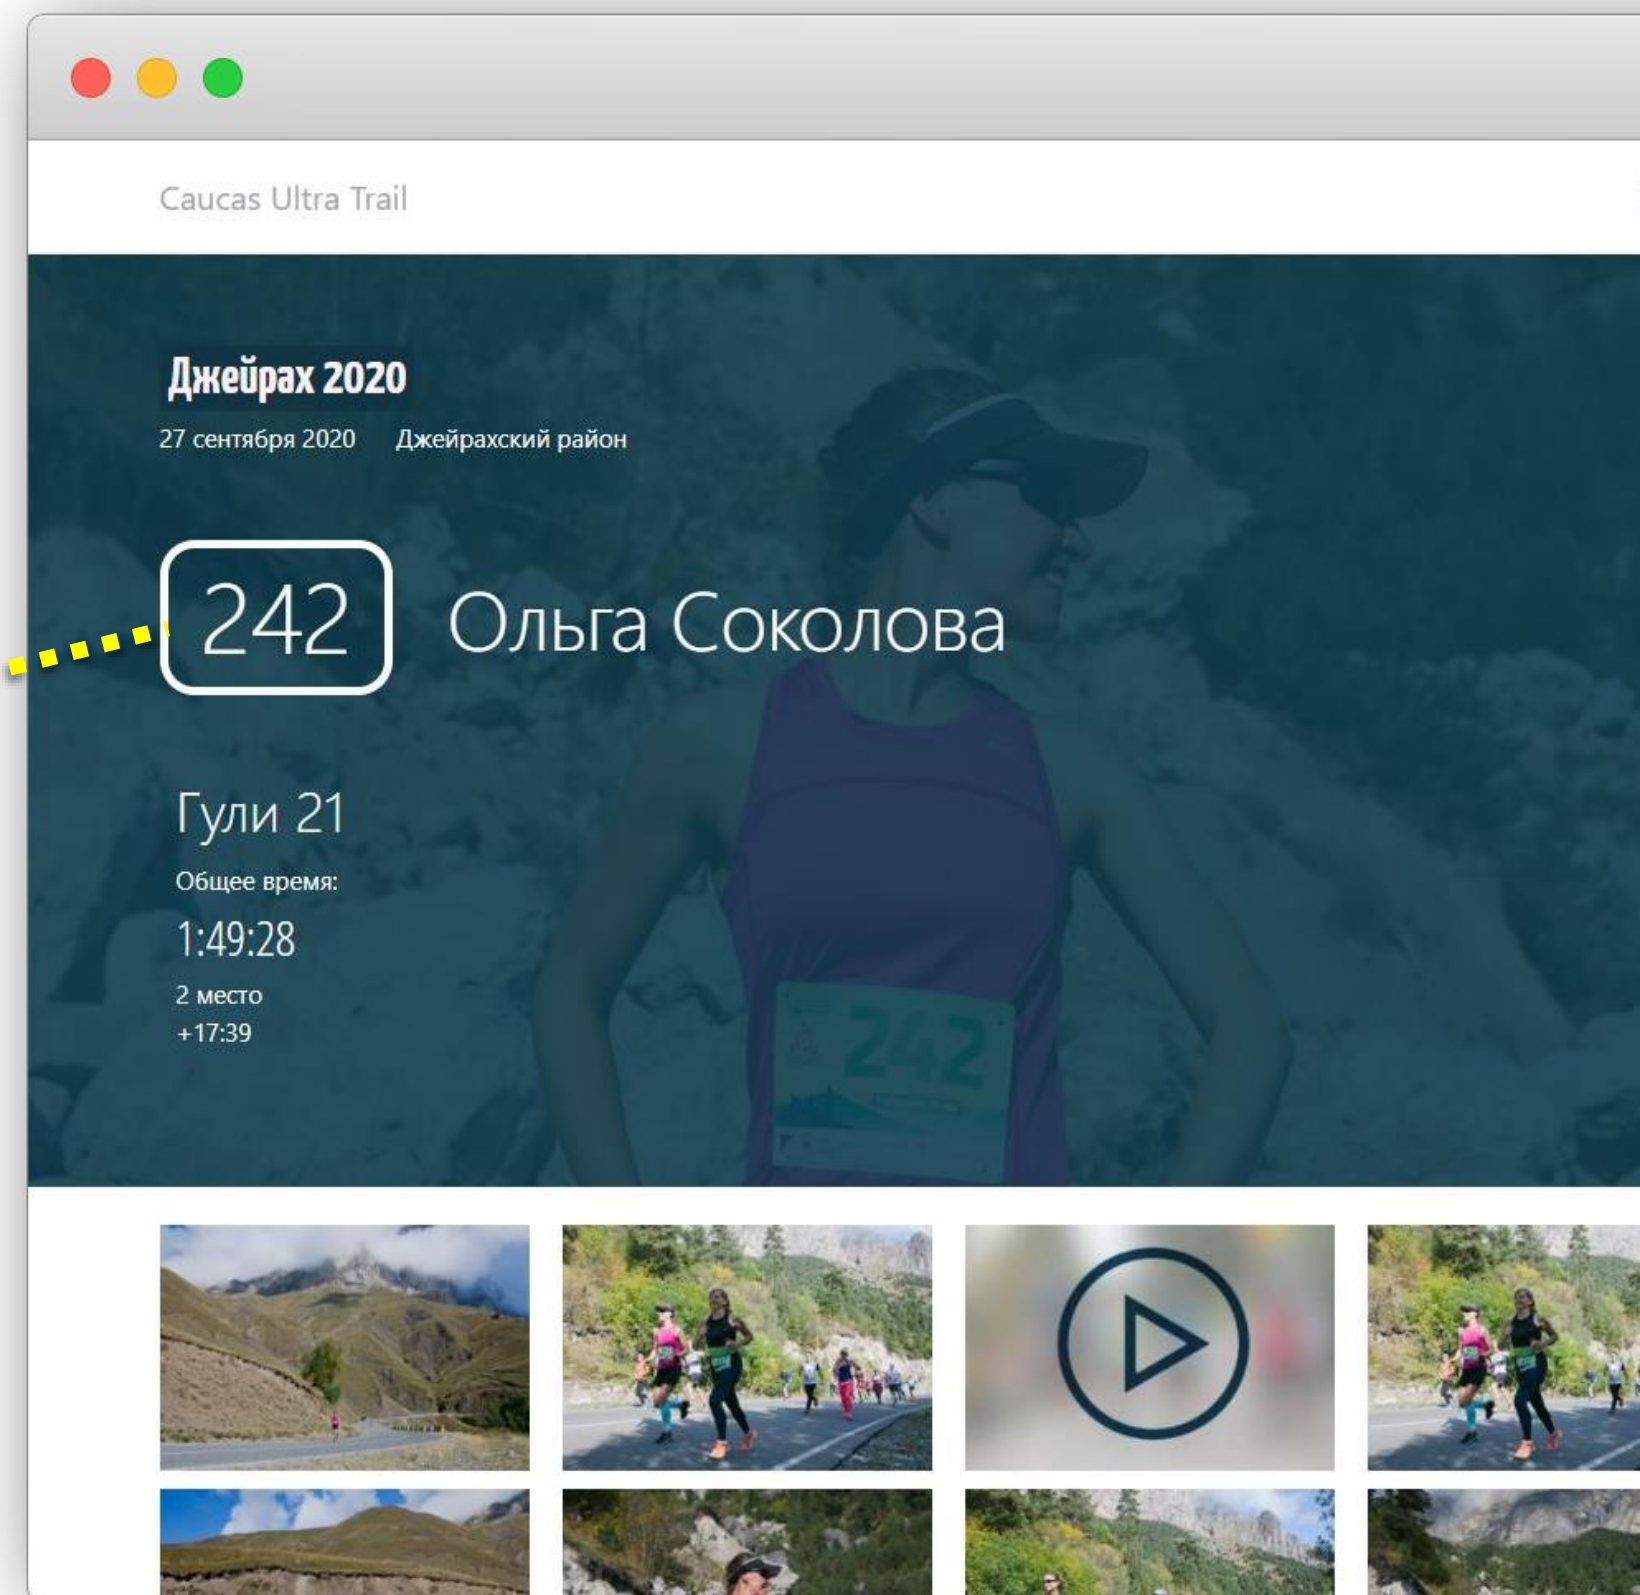 Caucas Ultra Trail
Джейрах 2020
27 сентября 2020 Джейрахский район
242 Ольга Соколова
Гули 21
Общее время:
1:49:28
2 место
+17:39
242